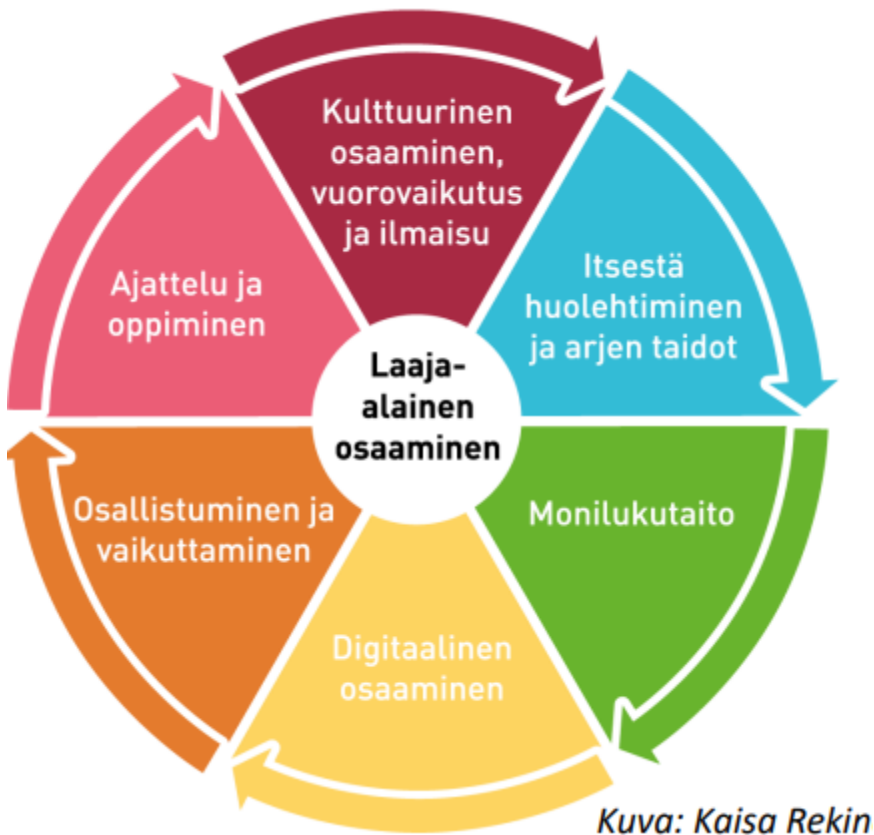 Kulttuurinen
osaaminen,
vuorovaikutus
ja ilmaisu
Itsestä
huolehtiminen
ja arjen taidot
Monilukutaito
Digitaalinen
osaaminen
Osallistuminen ja
vaikuttaminen
Ajattelu ja
oppiminen
Laaja-
alainen
osaaminen
Kuva: Kaisa Rekin